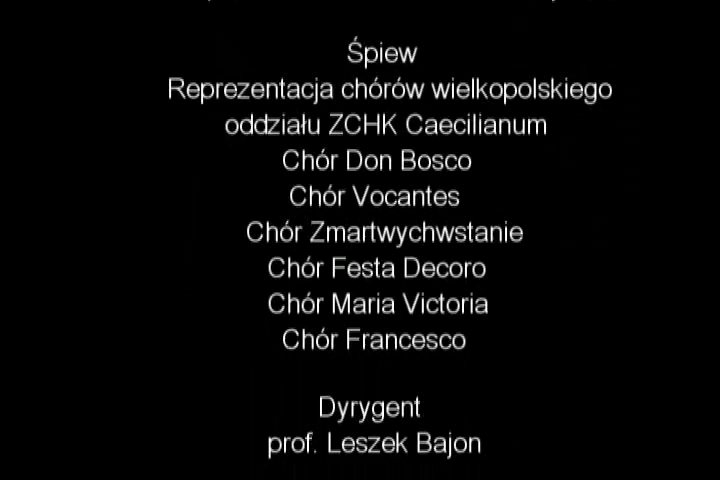 Śpiew
Reprezentacja chórów wielkopolskiego
oddziału ZCHK Caecilianum
Chór Don Bosco
Chór Vocantes
Chór Zmartwychwstanie
Chór Festa Decoro
Chór Maria Victoria
Chór Francesco
Dyrygent
prof. Leszek Bajon